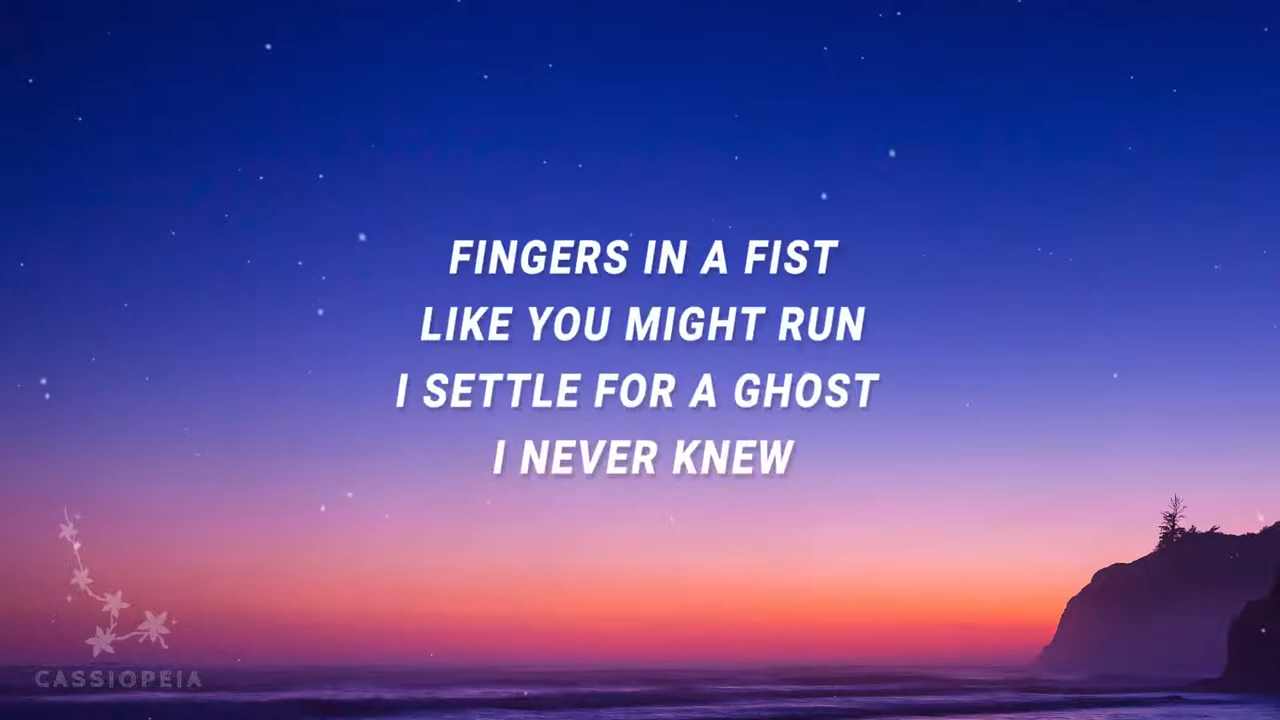 FINGERS IN A FIST
LIKE YOU MIGHT RUN
I SETTLE FOR A GHOST
I NEVER KNEW
CASSIOPEIA